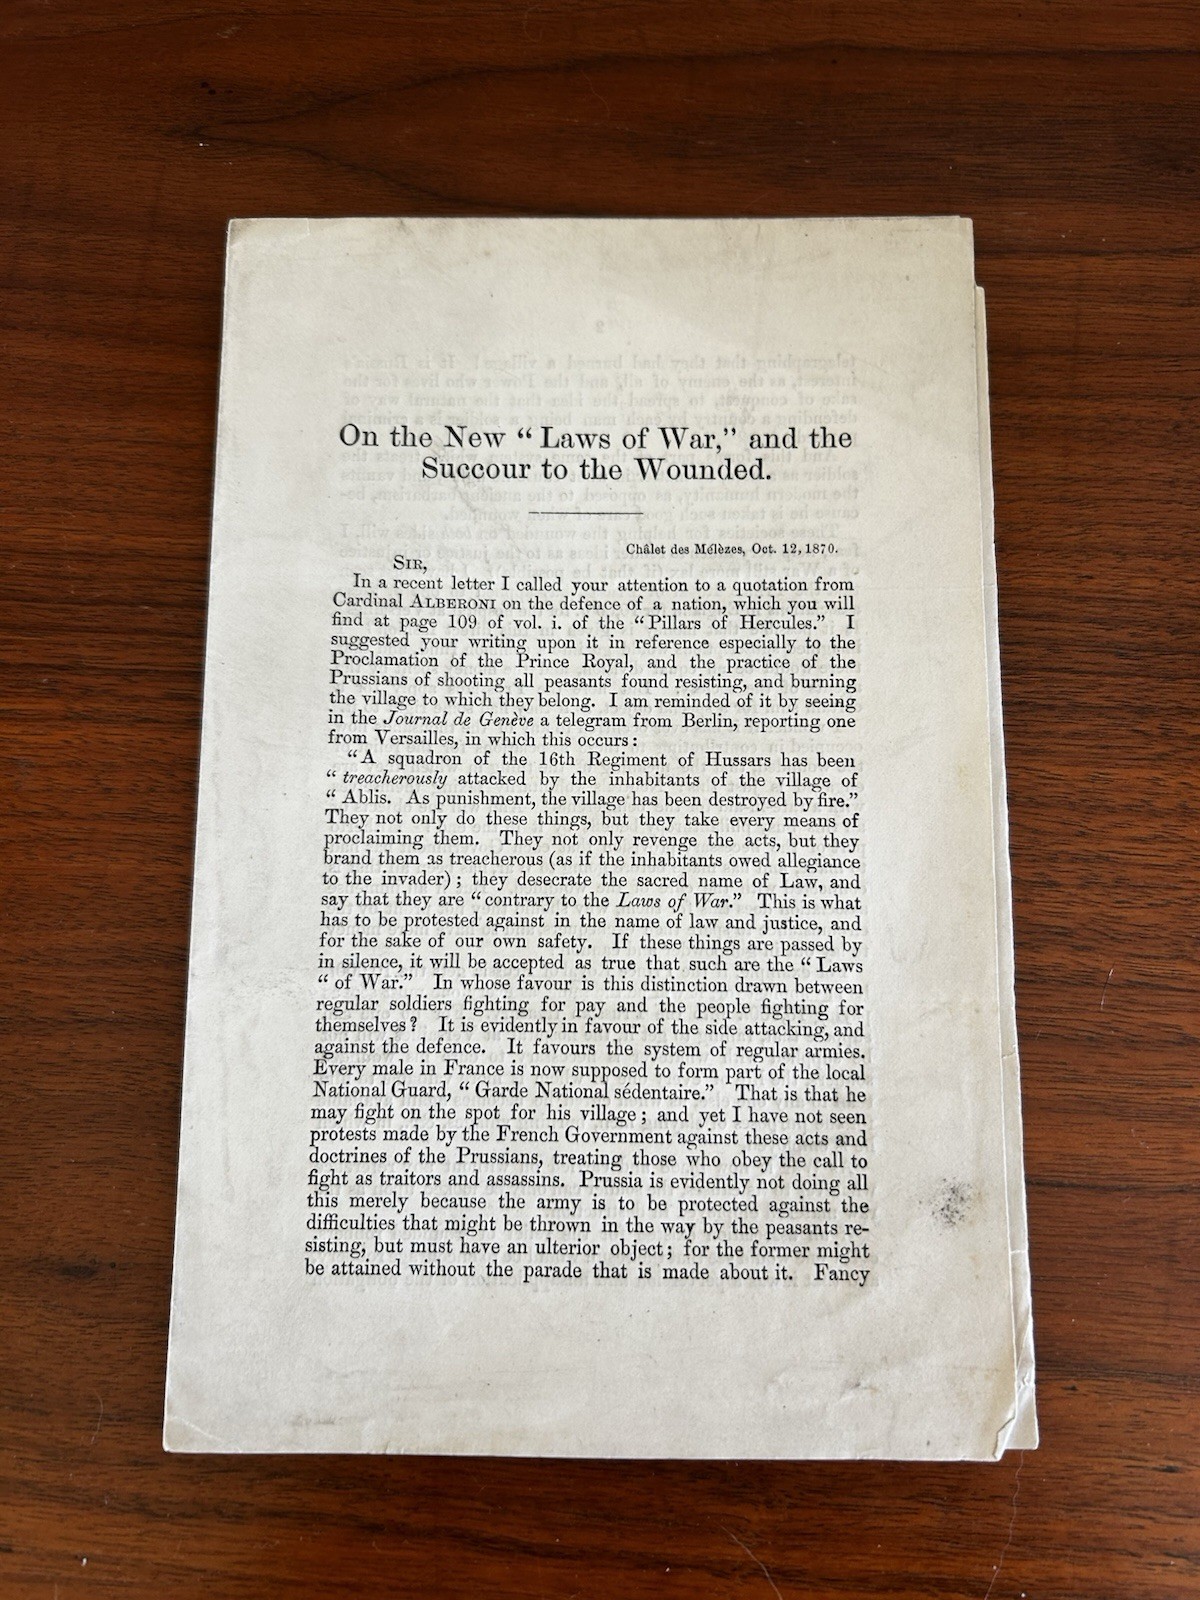 On the New "Laws of War," and the
Succour to the Wounded.
Châlet des Mélèzes, Oct. 12, 1870.
SIR,
In a recent letter I called your attention to a quotation from
Cardinal ALBERONI on the defence of a nation, which you will
find at page 109 of vol. i. of the "Pillars of Hercules." I
suggested your writing upon it in reference especially to the
Proclamation of the Prince Royal, and the practice of the
Prussians of shooting all peasants found resisting, and burning
the village to which they belong. I am reminded of it by seeing
in the Journal de Genève a telegram from Berlin, reporting one
from Versailles, in which this occurs:
"A squadron of the 16th Regiment of Hussars has been
"treacherously attacked by the inhabitants of the village of
"Ablis. As punishment, the village has been destroyed by fire."
They not only do these things, but they take every means of
proclaiming them. They not only revenge the acts, but they
brand them as treacherous (as if the inhabitants owed allegiance
to the invader); they desecrate the sacred name of Law, and
say that they are "contrary to the Laws of War." This is what
has to be protested against in the name of law and justice, and
for the sake of our own safety. If these things are passed by
in silence, it will be accepted as true that such are the "Laws
"of War." In whose favour is this distinction drawn between
regular soldiers fighting for pay and the people fighting for
themselves? It is evidently in favour of the side attacking, and
against the defence. It favours the system of regular armies.
Every male in France is now supposed to form part of the local
National Guard, "Garde National sédentaire." That is that he
may fight on the spot for his village; and yet I have not seen
protests made by the French Government against these acts and
doctrines of the Prussians, treating those who obey the call to
fight as traitors and assassins. Prussia is evidently not doing all
this merely because the army is to be protected against the
difficulties that might be thrown in the way by the peasants re-
sisting, but must have an ulterior object; for the former might
be attained without the parade that is made about it. Fancy